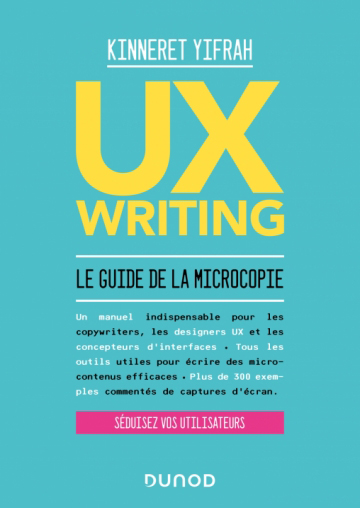 KINNERET YIFRAH
UX
WRITING
LE GUIDE DE LA MICROCOPIE
Un manuel indispensable pour les
copywriters, les designers UX et les
concepteurs d'interfaces • Tous les
outils utiles pour écrire des micro-
contenus efficaces • Plus de 300 exem-
ples commentés de captures d'écran.
SÉDUISEZ VOS UTILISATEURS
DUNOD